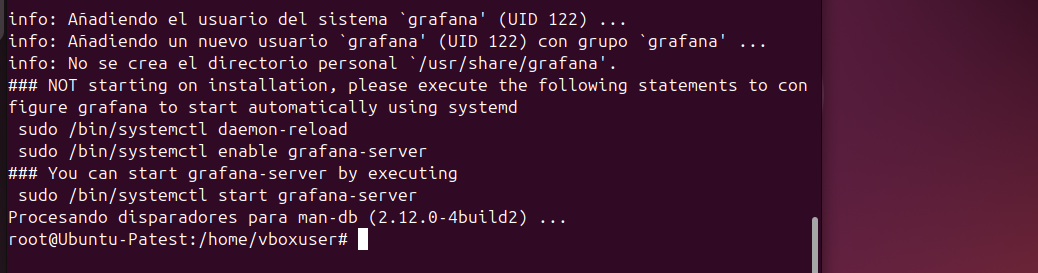 info: Añadiendo el usuario del sistema `grafana' (UID 122) ...
info: Añadiendo un nuevo usuario `grafana' (UID 122) con grupo `grafana' ...
info: No se crea el directorio personal `/usr/share/grafana'.
### NOT starting on installation, please execute the following statements to con
figure grafana to start automatically using systemd
 sudo /bin/systemctl daemon-reload
 sudo /bin/systemctl enable grafana-server
### You can start grafana-server by executing
 sudo /bin/systemctl start grafana-server
Procesando disparadores para man-db (2.12.0-4build2) ...
root@Ubuntu-Patest:/home/vboxuser#